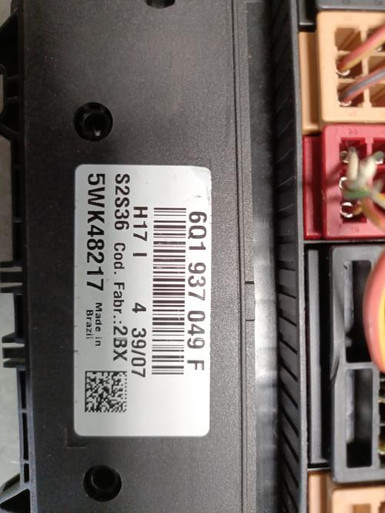 6Q1 937 049 F
H17 I 4 39/07
S2S36 Cod. Fabr.:2BX
5WK48217 Made in
Brazil